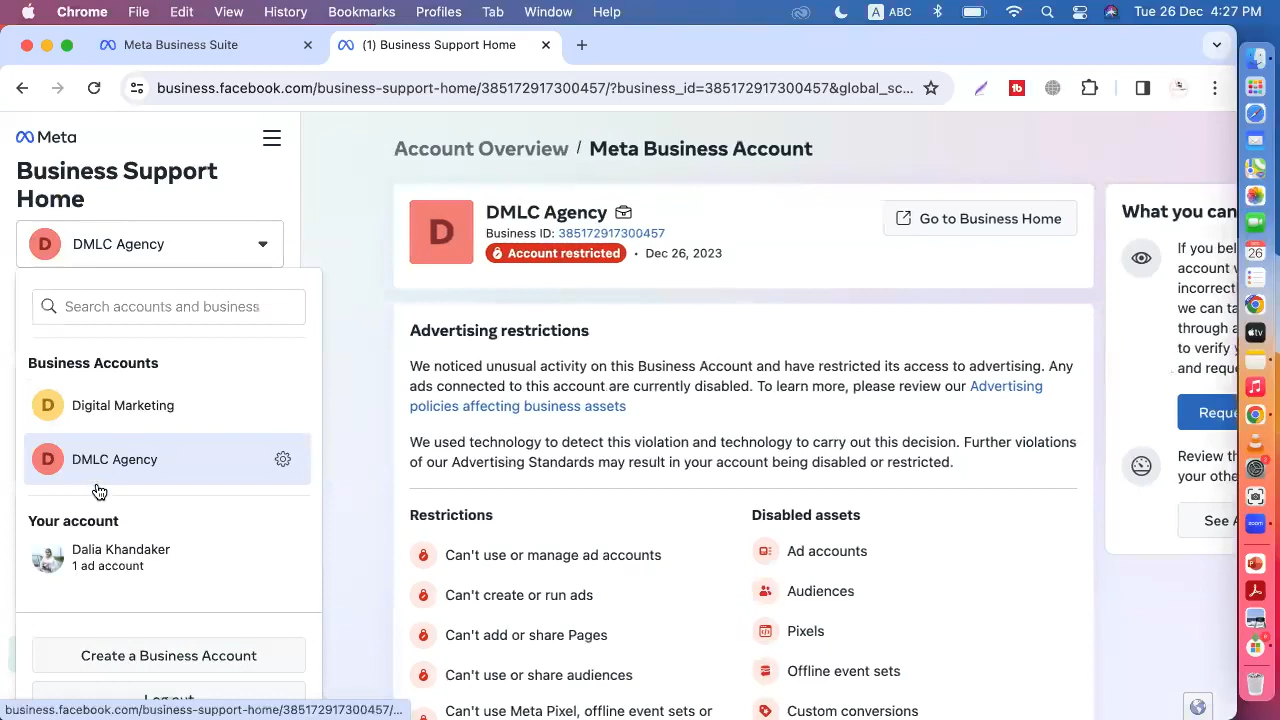 Chrome File Edit View History Bookmarks Profiles Tab Window Help A ABC Tue 26 Dec 4:27 PM
Meta Business Suite
(1) Business Support Home
business.facebook.com/business-support-home/385172917300457/?business_id=385172917300457&global_sc...
Meta
Business Support
Home
DMLC Agency
D
Search accounts and business
Business Accounts
D Digital Marketing
D DMLC Agency
Your account
Dalia Khandaker
1 ad account
Create a Business Account
Log out
business.facebook.com/business-support-home/385172917300457/...
Account Overview / Meta Business Account
D
DMLC Agency
Business ID: 385172917300457
Account restricted · Dec 26, 2023
Go to Business Home
Advertising restrictions
We noticed unusual activity on this Business Account and have restricted its access to advertising. Any
ads connected to this account are currently disabled. To learn more, please review our Advertising
policies affecting business assets
We used technology to detect this violation and technology to carry out this decision. Further violations
of our Advertising Standards may result in your account being disabled or restricted.
Restrictions
Can't use or manage ad accounts
Can't create or run ads
Can't add or share Pages
Can't use or share audiences
Can't use Meta Pixel, offline event sets or
Disabled assets
Ad accounts
Audiences
Pixels
Offline event sets
Custom conversions
What you can
If you bel
account v
incorrect
we can ta
through a
to verify y
and reque
Reque
Review th
your othe
See A
26
tv
zoom